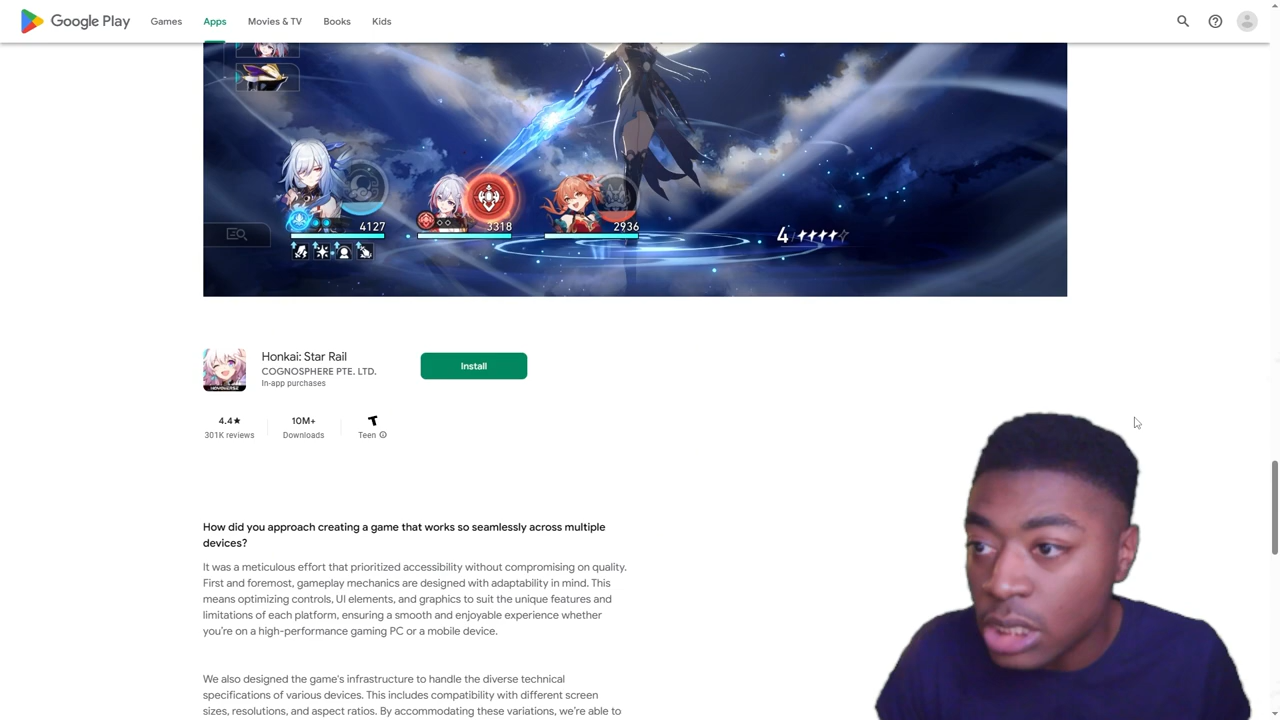 Google Play
Games
Apps
Movies & TV
Books
Kids
4127
3318
2936
4
Honkai: Star Rail
COGNOSPHERE PTE. LTD.
In-app purchases
Install
HOYOVERSE
4.4★
10M+
T
301K reviews
Downloads
Teen
How did you approach creating a game that works so seamlessly across multiple
devices?
It was a meticulous effort that prioritized accessibility without compromising on quality.
First and foremost, gameplay mechanics are designed with adaptability in mind. This
means optimizing controls, UI elements, and graphics to suit the unique features and
limitations of each platform, ensuring a smooth and enjoyable experience whether
you're on a high-performance gaming PC or a mobile device.
We also designed the game's infrastructure to handle the diverse technical
specifications of various devices. This includes compatibility with different screen
sizes, resolutions, and aspect ratios. By accommodating these variations, we're able to